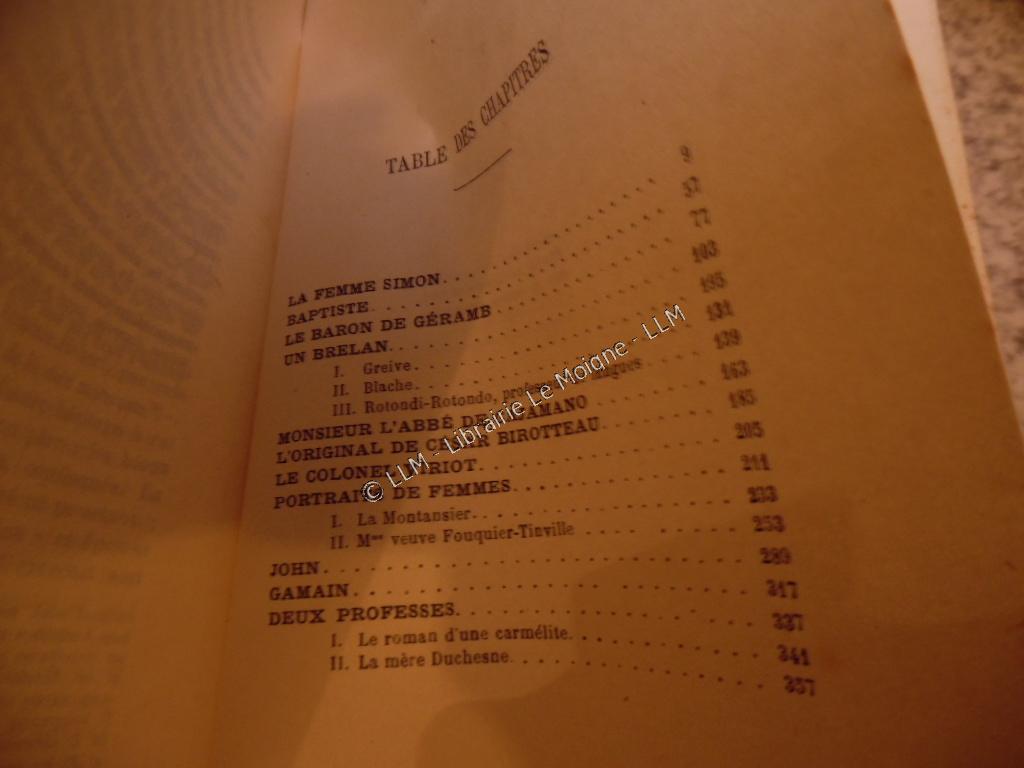 TABLE DES CHAPITRES
LA FEMME SIMON. . . . . . . . . . . . . . . . 9
BAPTISTE. . . . . . . . . . . . . . . . 57
LE BARON DE GÉRAMB . . . . . . . . . . . . 77
UN BRELAN. . . . . . . . . . . . . . . . 103
I. Greive. . . . . . . . . . . . . . . .
II. Blache. . . . . . . . . . . . . . . . 131
III. Rotondi-Rotondo, 139
MONSIEUR L'ABBÉ 163
L'ORIGINAL DE CÉSAR BIROTTEAU. . . . . . . . 185
LE COLONEL . . . . . . . . . . . . 205
PORTRAITS DE FEMMES. . . . . . . . . . . . 211
I. La Montansier. . . . . . . . . . . . 233
II. Mme veuve Fouquier-Tinville . . . . . . . . 253
JOHN. . . . . . . . . . . . . . . . 289
GAMAIN. . . . . . . . . . . . . . . . 317
DEUX PROFESSES. . . . . . . . . . . . 337
I. Le roman d'une carmélite. . . . . . . . 341
II. La mère Duchesne. . . . . . . . . . . . 357
© LLM - Librairie Le Moigne - LLM